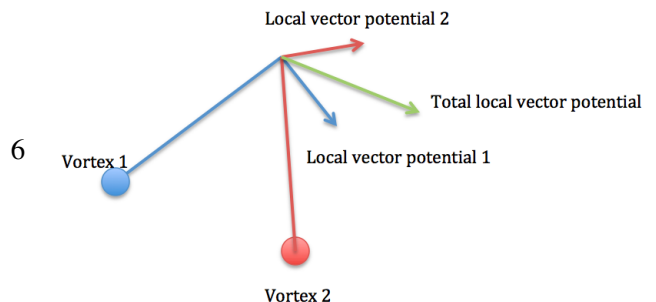 Local vector potential 2
Total local vector potential
6
Vortex 1
Local vector potential 1
Vortex 2